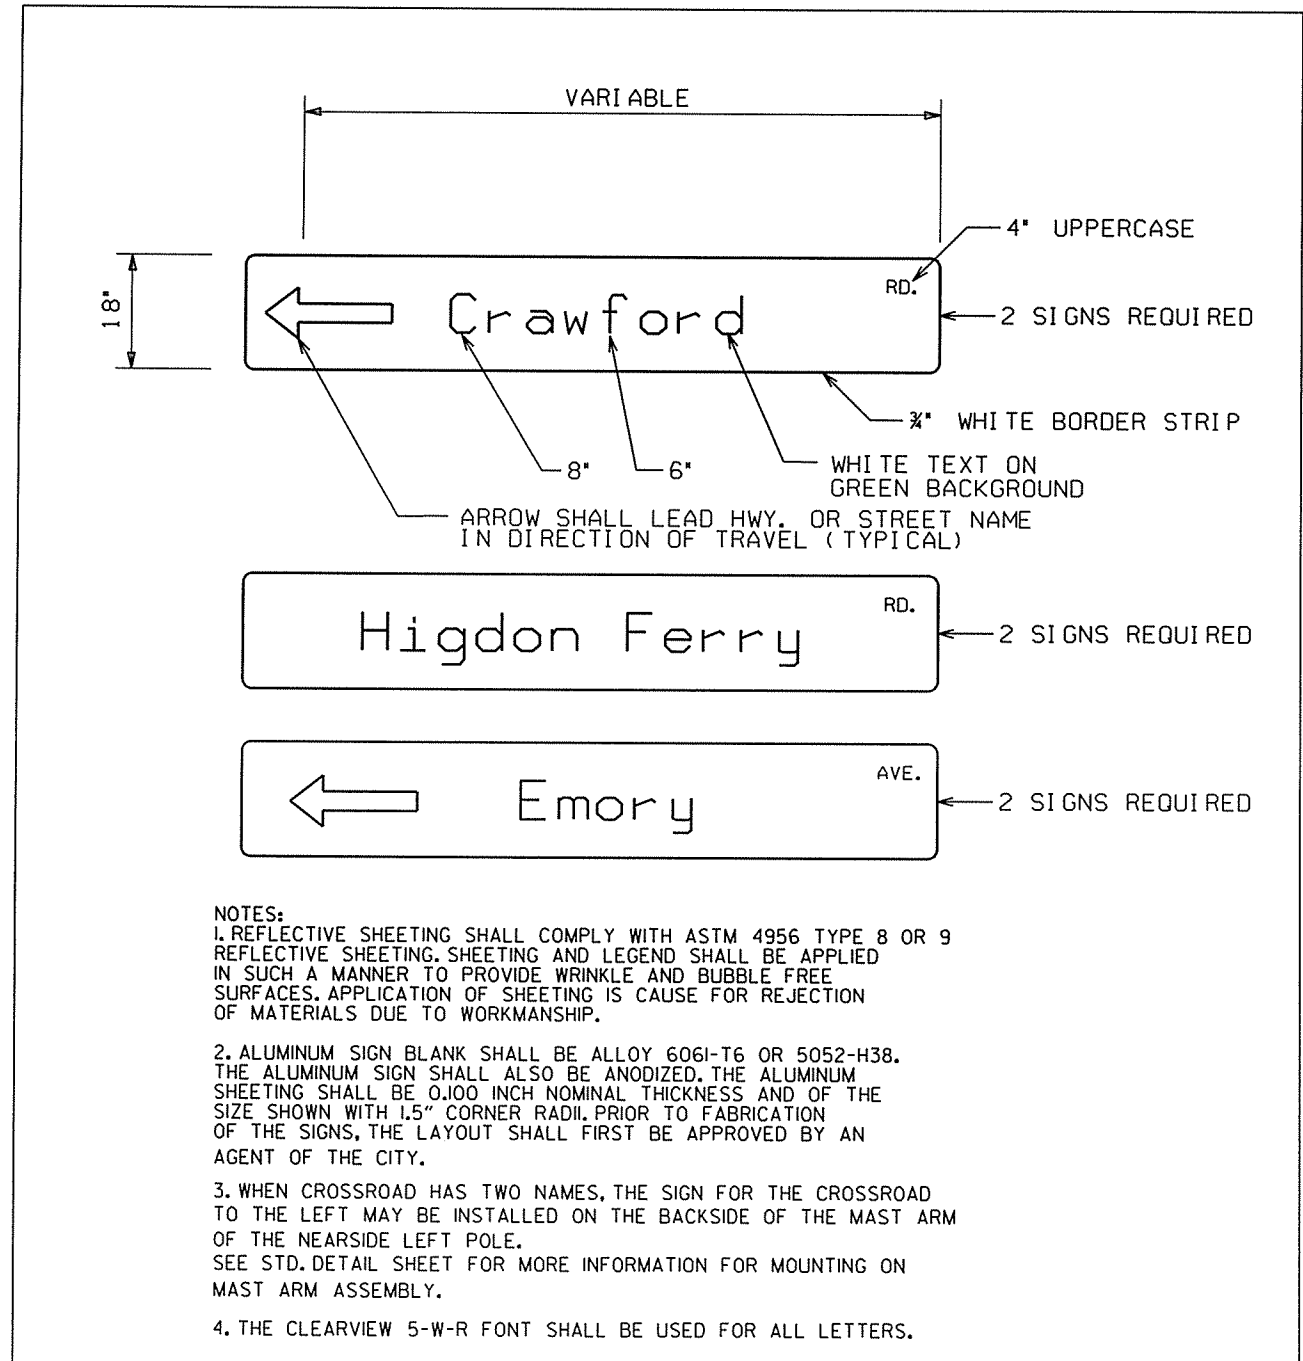 VARIABLE
4" UPPERCASE
18"
RD.
Crawford
2 SIGNS REQUIRED
¾" WHITE BORDER STRIP
8"
6"
WHITE TEXT ON
GREEN BACKGROUND
ARROW SHALL LEAD HWY. OR STREET NAME
IN DIRECTION OF TRAVEL (TYPICAL)
RD.
Higdon Ferry
2 SIGNS REQUIRED
AVE.
Emory
2 SIGNS REQUIRED
NOTES:
1. REFLECTIVE SHEETING SHALL COMPLY WITH ASTM 4956 TYPE 8 OR 9
REFLECTIVE SHEETING. SHEETING AND LEGEND SHALL BE APPLIED
IN SUCH A MANNER TO PROVIDE WRINKLE AND BUBBLE FREE
SURFACES. APPLICATION OF SHEETING IS CAUSE FOR REJECTION
OF MATERIALS DUE TO WORKMANSHIP.
2. ALUMINUM SIGN BLANK SHALL BE ALLOY 6061-T6 OR 5052-H38.
THE ALUMINUM SIGN SHALL ALSO BE ANODIZED. THE ALUMINUM
SHEETING SHALL BE 0.100 INCH NOMINAL THICKNESS AND OF THE
SIZE SHOWN WITH 1.5" CORNER RADII. PRIOR TO FABRICATION
OF THE SIGNS, THE LAYOUT SHALL FIRST BE APPROVED BY AN
AGENT OF THE CITY.
3. WHEN CROSSROAD HAS TWO NAMES, THE SIGN FOR THE CROSSROAD
TO THE LEFT MAY BE INSTALLED ON THE BACKSIDE OF THE MAST ARM
OF THE NEARSIDE LEFT POLE.
SEE STD. DETAIL SHEET FOR MORE INFORMATION FOR MOUNTING ON
MAST ARM ASSEMBLY.
4. THE CLEARVIEW 5-W-R FONT SHALL BE USED FOR ALL LETTERS.